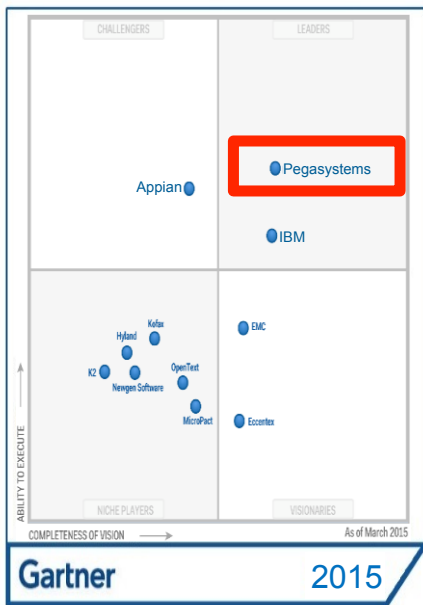 CHALLENGERS
LEADERS
Pegasystems
Appian
IBM
EMC
Kofax
Hyland
K2
Newgen Software
OpenText
MicroPact
Eccentex
ABILITY TO EXECUTE
NICHE PLAYERS
VISIONARIES
COMPLETENESS OF VISION
As of March 2015
Gartner
2015